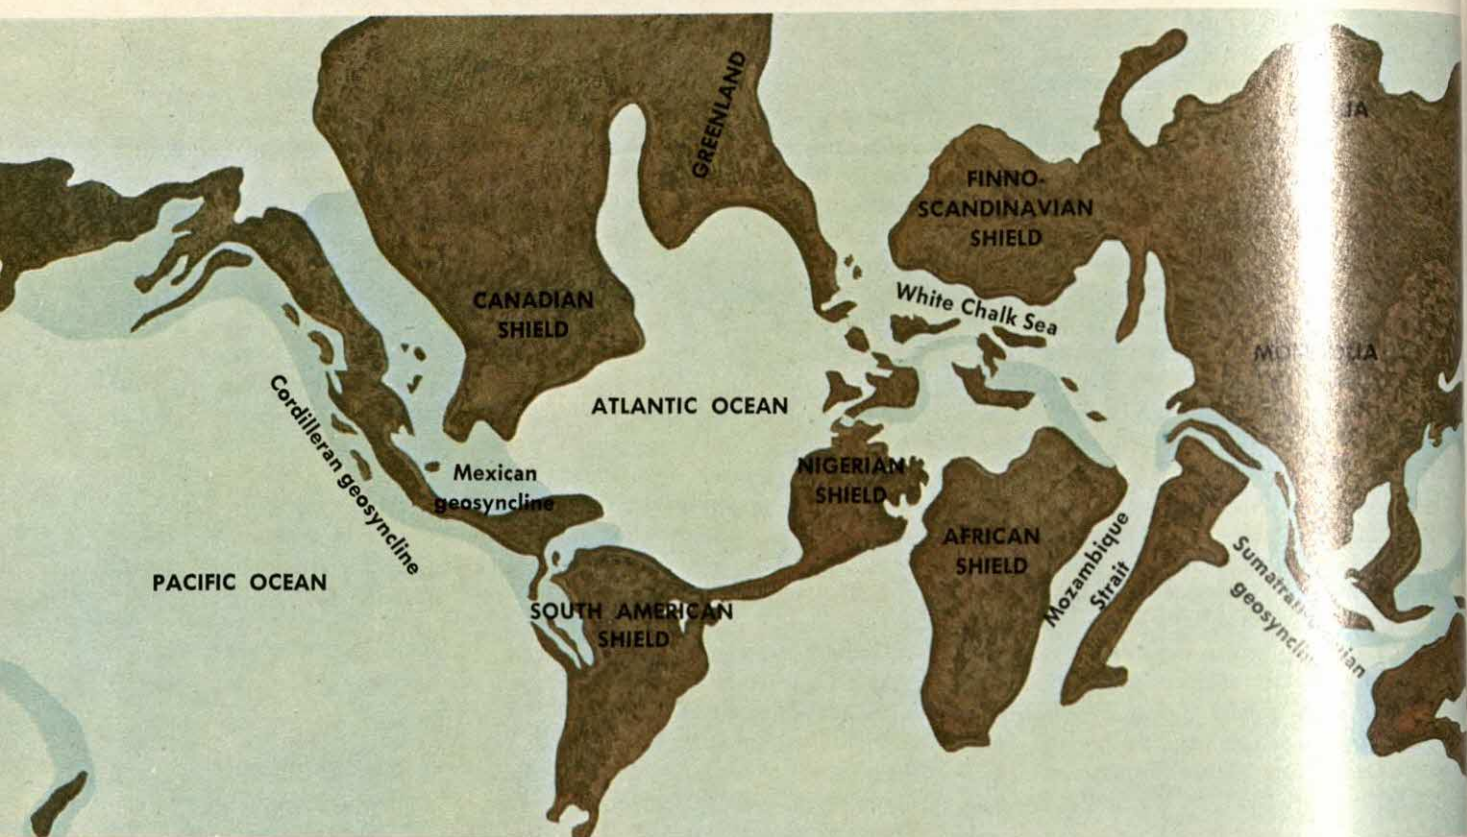 GREENLAND
FINNO-
SCANDINAVIAN
SHIELD
CANADIAN
SHIELD
White Chalk Sea
ATLANTIC OCEAN
Cordilleran geosyncline
Mexican
geosyncline
NIGERIAN
SHIELD
AFRICAN
SHIELD
Mozambique
Strait
PACIFIC OCEAN
SOUTH AMERICAN
SHIELD